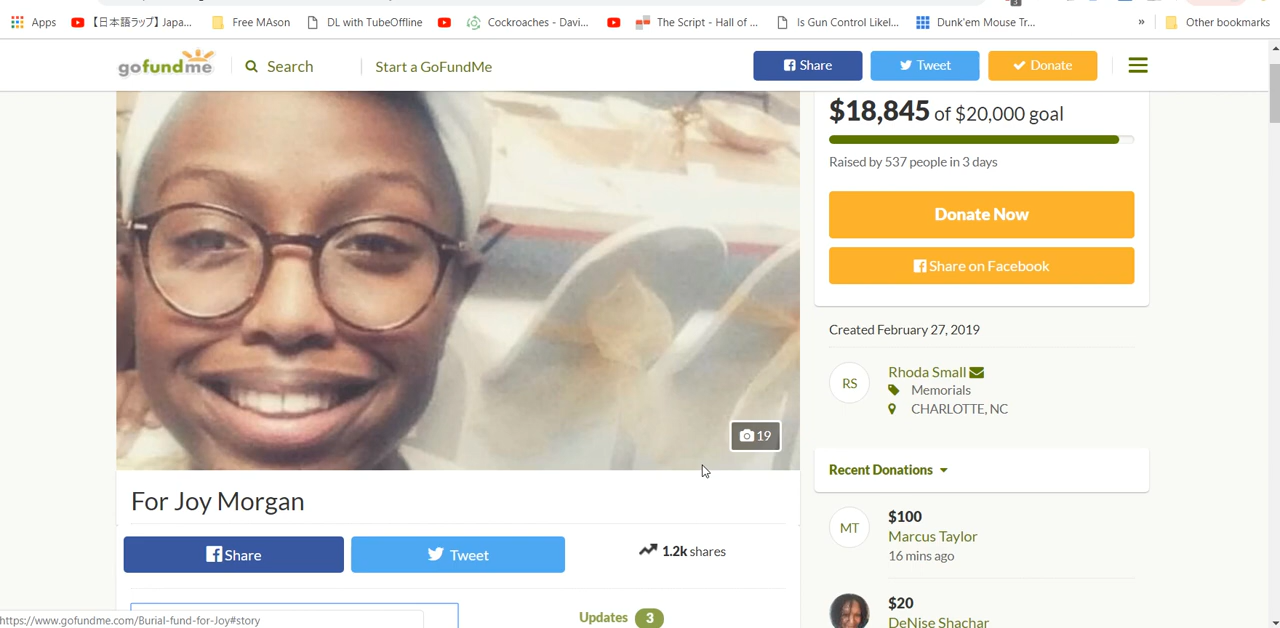 Apps 【日本語ラップ】Japa... Free MAson DL with TubeOffline Cockroaches - Davi... The Script - Hall of ... Is Gun Control Likel... Dunk'em Mouse Tr... » Other bookmarks
gofundme Search Start a GoFundMe Share Tweet Donate
$18,845 of $20,000 goal
Raised by 537 people in 3 days
Donate Now
Share on Facebook
Created February 27, 2019
RS Rhoda Small
Memorials
CHARLOTTE, NC
19
Recent Donations
For Joy Morgan
Share Tweet 1.2k shares
MT $100
Marcus Taylor
16 mins ago
$20
DeNise Shachar
Updates 3
https://www.gofundme.com/Burial-fund-for-Joy#story